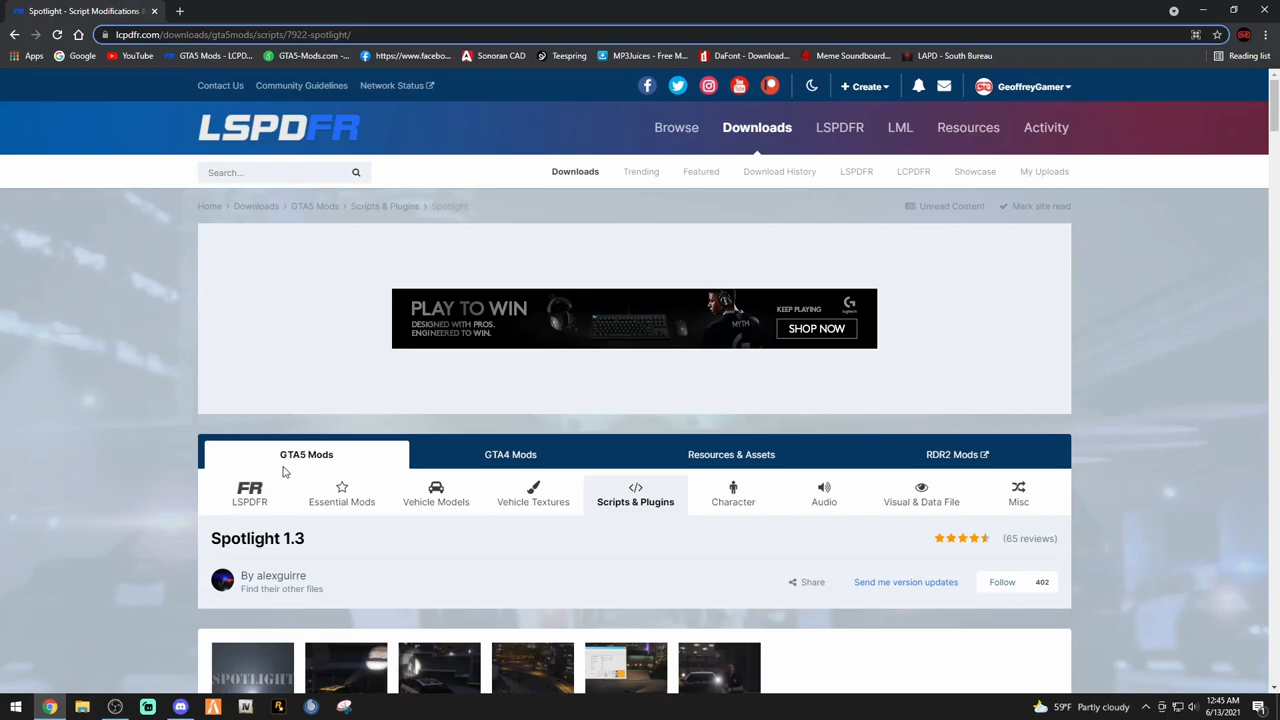 Spotlight - Scripts & Plugins - ×
+
lcpdfr.com/downloads/gta5mods/scripts/7922-spotlight/
Apps Google YouTube GTA5 Mods - LCPD... GTA5-Mods.com -... https://www.facebo... Sonoran CAD Teespring MP3Juices - Free M... DaFont - Download... Meme Soundboard... LAPD - South Bureau Reading list
Contact Us Community Guidelines Network Status + Create GeoffreyGamer
LSPDFR
Browse Downloads LSPDFR LML Resources Activity
Search... Downloads Trending Featured Download History LSPDFR LCPDFR Showcase My Uploads
Home > Downloads > GTA5 Mods > Scripts & Plugins > Spotlight Unread Content Mark site read
PLAY TO WIN
DESIGNED WITH PROS.
ENGINEERED TO WIN.
MYTH
KEEP PLAYING
logitech
SHOP NOW
GTA5 Mods GTA4 Mods Resources & Assets RDR2 Mods
FR </>
LSPDFR Essential Mods Vehicle Models Vehicle Textures Scripts & Plugins Character Audio Visual & Data File Misc
Spotlight 1.3 (65 reviews)
By alexguirre
Find their other files
Share Send me version updates Follow 402
SPOTLIGHT
59°F Partly cloudy 12:45 AM
6/13/2021